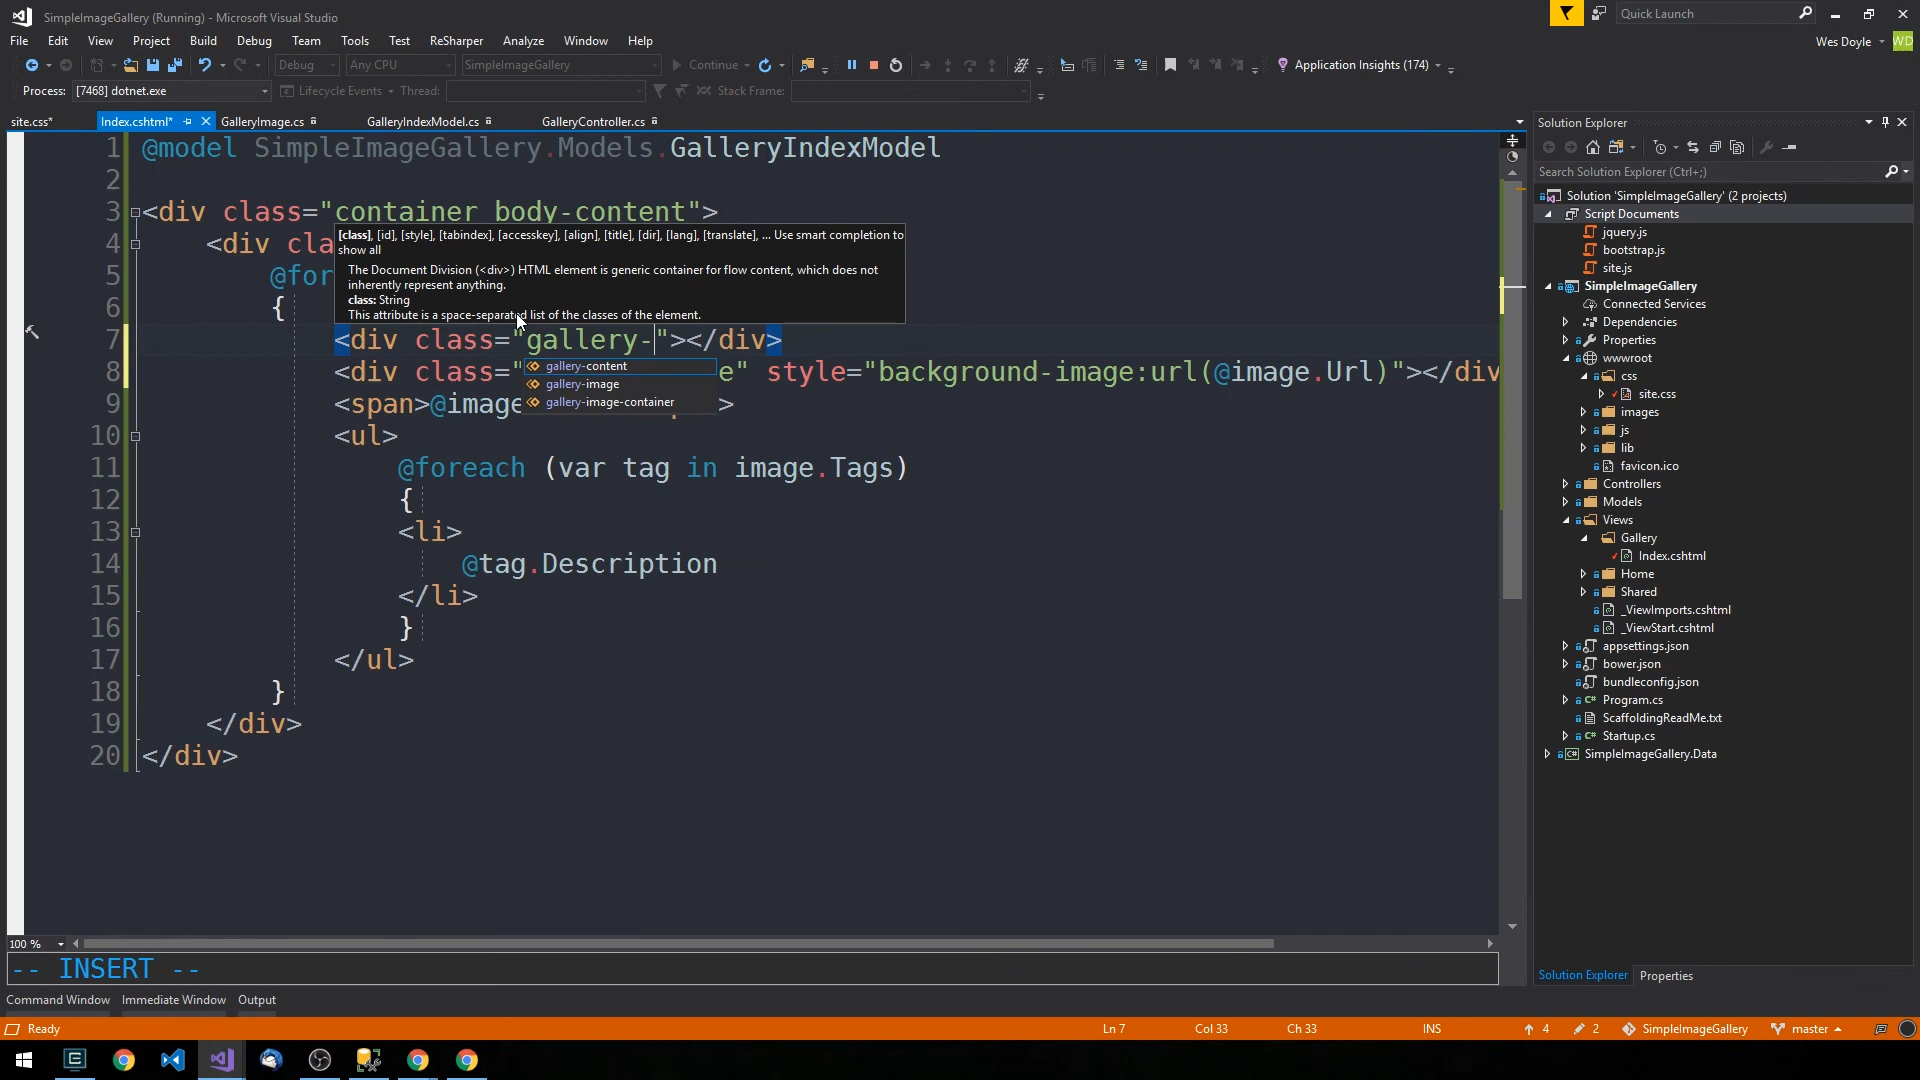 SimpleImageGallery (Running) - Microsoft Visual Studio
Quick Launch
File Edit View Project Build Debug Team Tools Test ReSharper Analyze Window Help
Wes Doyle WD
Debug Any CPU SimpleImageGallery Continue Application Insights (174)
Process: [7468] dotnet.exe Lifecycle Events Thread: Stack Frame:
site.css* Index.cshtml* GalleryImage.cs GalleryIndexModel.cs GalleryController.cs
1 @model SimpleImageGallery.Models.GalleryIndexModel
2
3 <div class="container body-content">
4 <div cla
5 @for
6 {
[class], [id], [style], [tabindex], [accesskey], [align], [title], [dir], [lang], [translate], ... Use smart completion to
show all
The Document Division (<div>) HTML element is generic container for flow content, which does not
inherently represent anything.
class: String
This attribute is a space-separated list of the classes of the element.
7 <div class="gallery-"></div>
8 <div class=" e" style="background-image:url(@image.Url)"></div
9 <span>@image >
gallery-content
gallery-image
gallery-image-container
10 <ul>
11 @foreach (var tag in image.Tags)
12 {
13 <li>
14 @tag.Description
15 </li>
16 }
17 </ul>
18 }
19 </div>
20 </div>
100 %
-- INSERT --
Command Window Immediate Window Output
Solution Explorer
Search Solution Explorer (Ctrl+;)
Solution 'SimpleImageGallery' (2 projects)
Script Documents
jquery.js
bootstrap.js
site.js
SimpleImageGallery
Connected Services
Dependencies
Properties
wwwroot
css
site.css
images
js
lib
favicon.ico
Controllers
Models
Views
Gallery
Index.cshtml
Home
Shared
_ViewImports.cshtml
_ViewStart.cshtml
appsettings.json
bower.json
bundleconfig.json
C# Program.cs
ScaffoldingReadMe.txt
C# Startup.cs
C# SimpleImageGallery.Data
Solution Explorer Properties
Ready Ln 7 Col 33 Ch 33 INS 4 2 SimpleImageGallery master